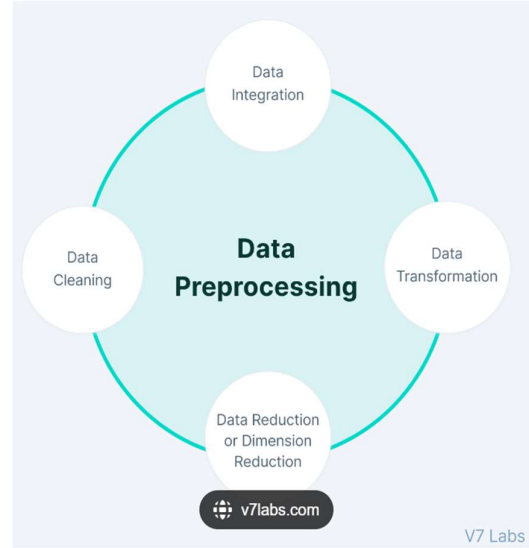 Data
Integration
Data
Cleaning
Data
Preprocessing
Data
Transformation
Data Reduction
or Dimension
Reduction
v7labs.com
V7 Labs